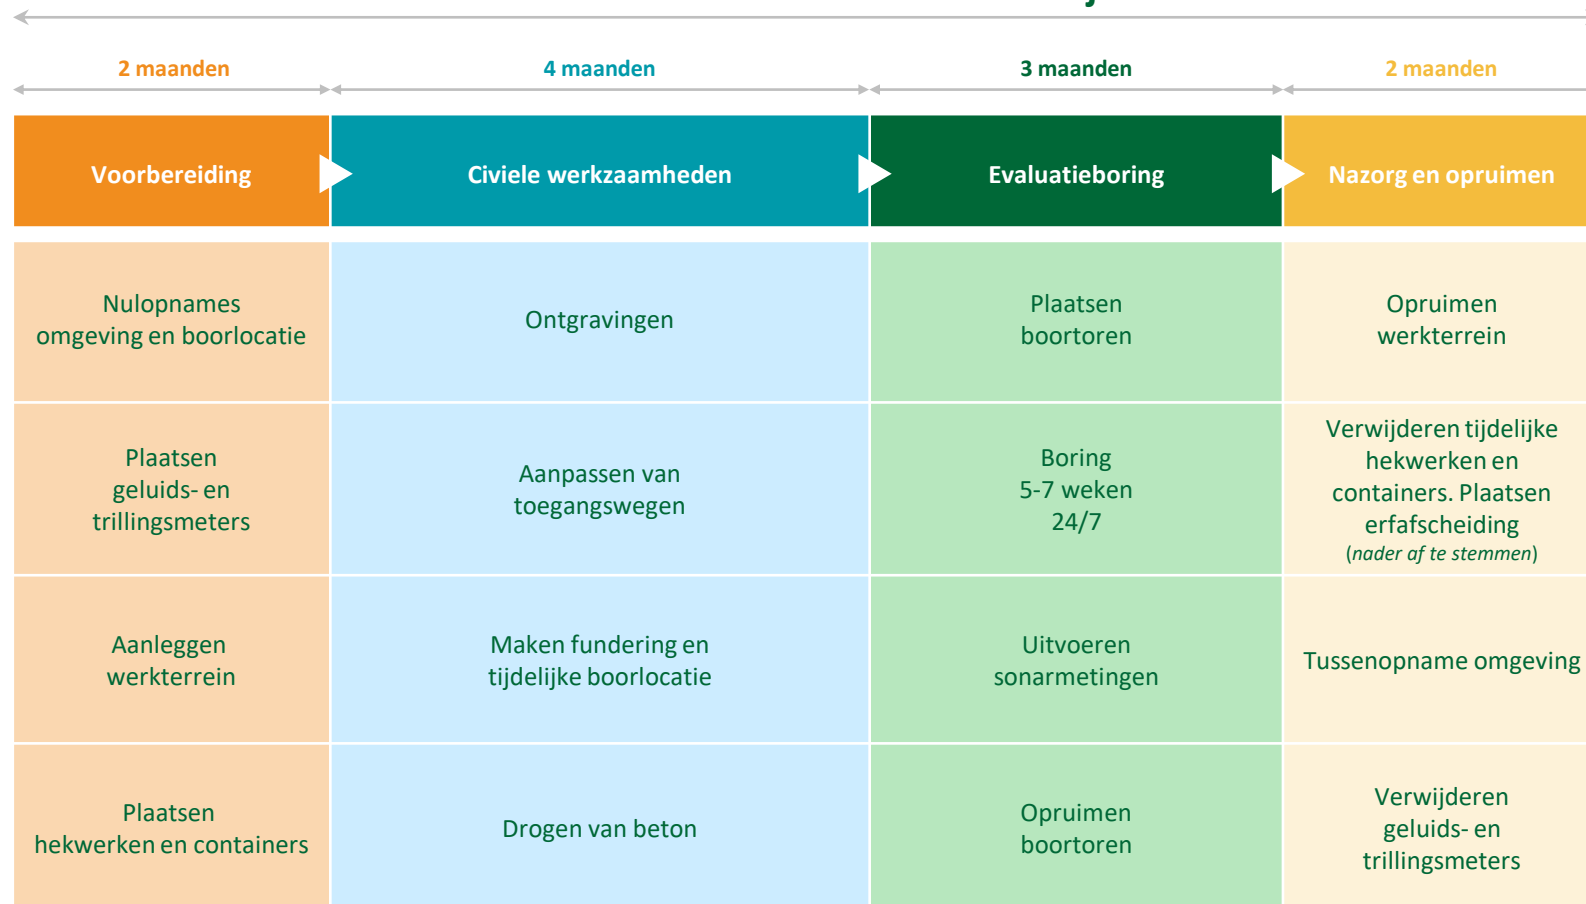 2 maanden
4 maanden
3 maanden
2 maanden
Voorbereiding
Civiele werkzaamheden
Evaluatieboring
Nazorg en opruimen
Nulopnames
omgeving en boorlocatie
Ontgravingen
Plaatsen
boortoren
Opruimen
werkterrein
Plaatsen
geluids- en
trillingsmeters
Aanpassen van
toegangswegen
Boring
5-7 weken
24/7
Verwijderen tijdelijke
hekwerken en
containers. Plaatsen
erfafscheiding
(nader af te stemmen)
Aanleggen
werkterrein
Maken fundering en
tijdelijke boorlocatie
Uitvoeren
sonarmetingen
Tussenopname omgeving
Plaatsen
hekwerken en containers
Drogen van beton
Opruimen
boortoren
Verwijderen
geluids- en
trillingsmeters